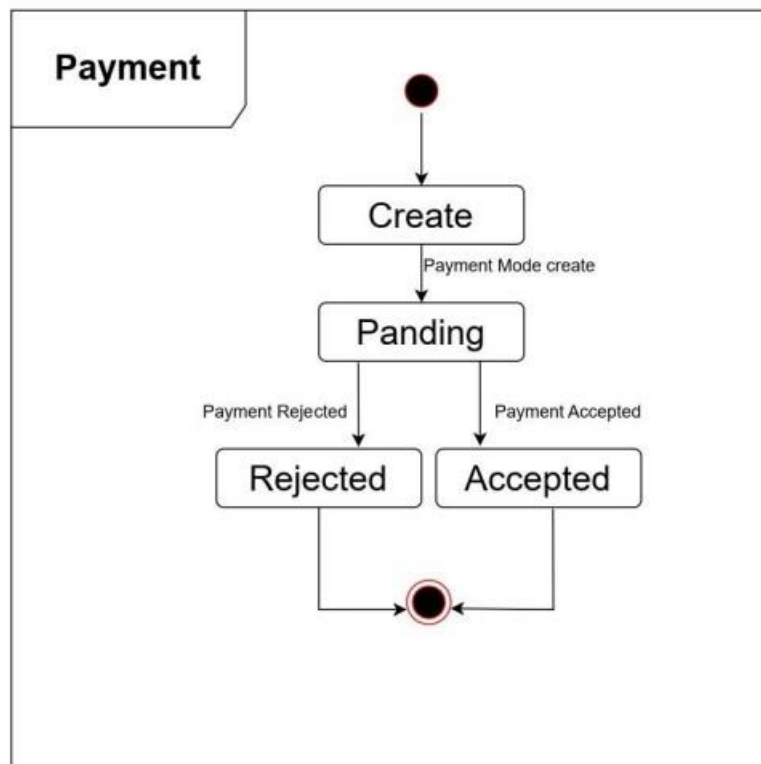 Payment
Create
Payment Mode create
Panding
Payment Rejected
Payment Accepted
Rejected
Accepted